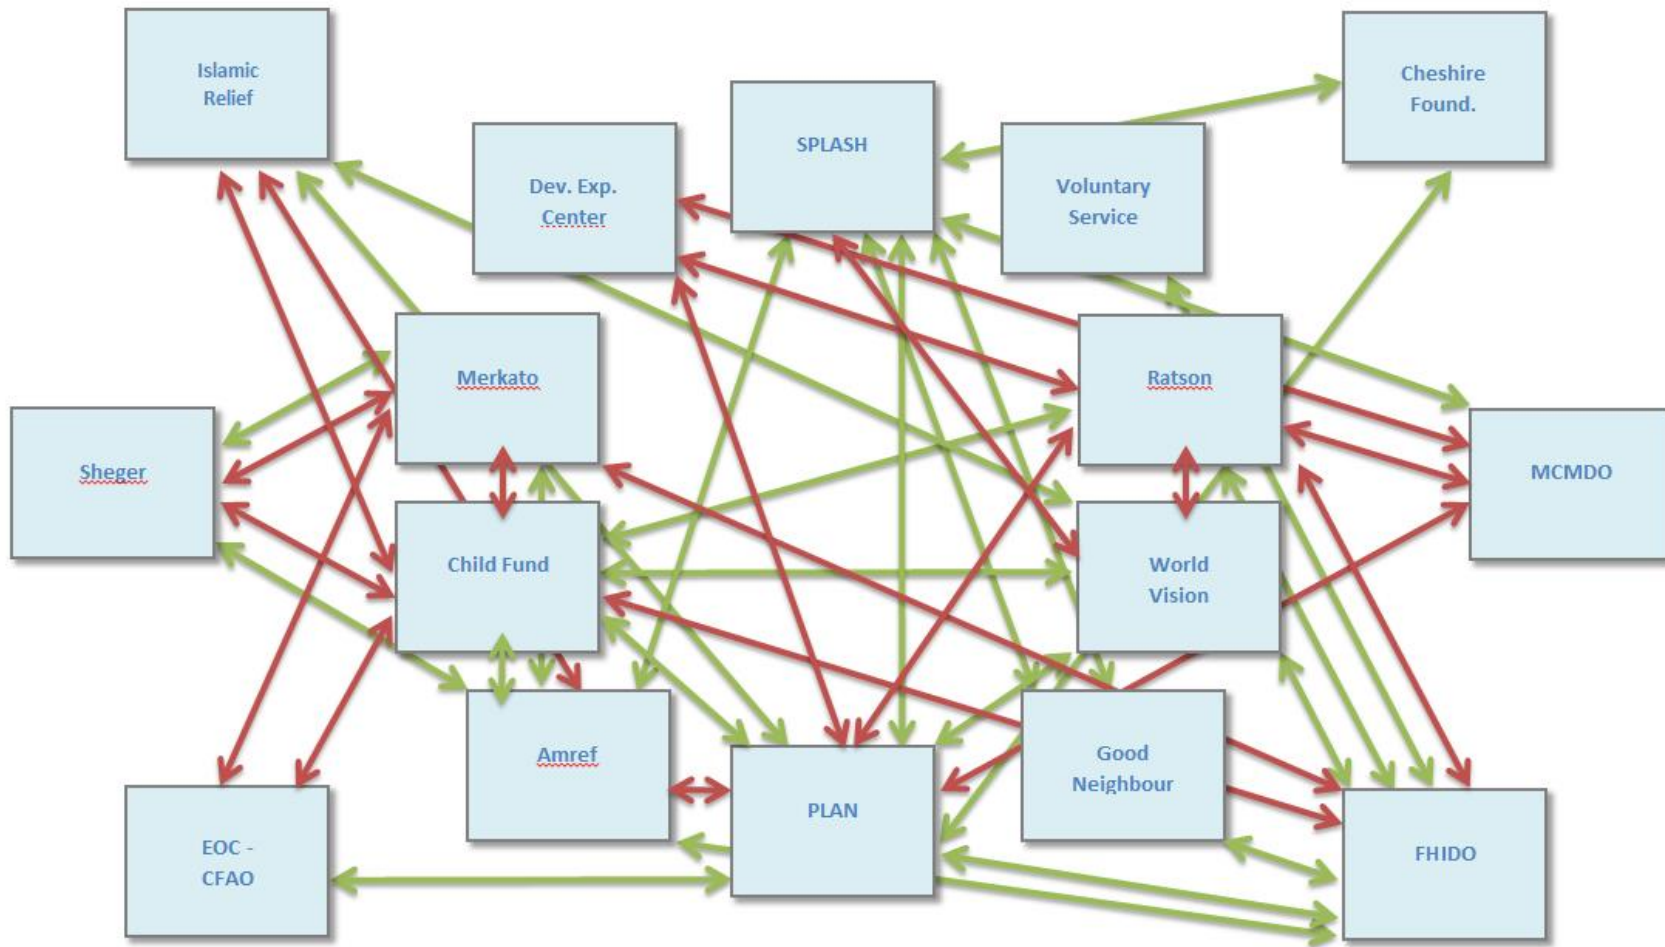 Islamic
Relief
Cheshire
Found.
SPLASH
Dev. Exp.
Center
Voluntary
Service
Merkato
Ratson
Sheger
MCMDO
Child Fund
World
Vision
Amref
Good
Neighbour
PLAN
EOC -
CFAO
FHIDO